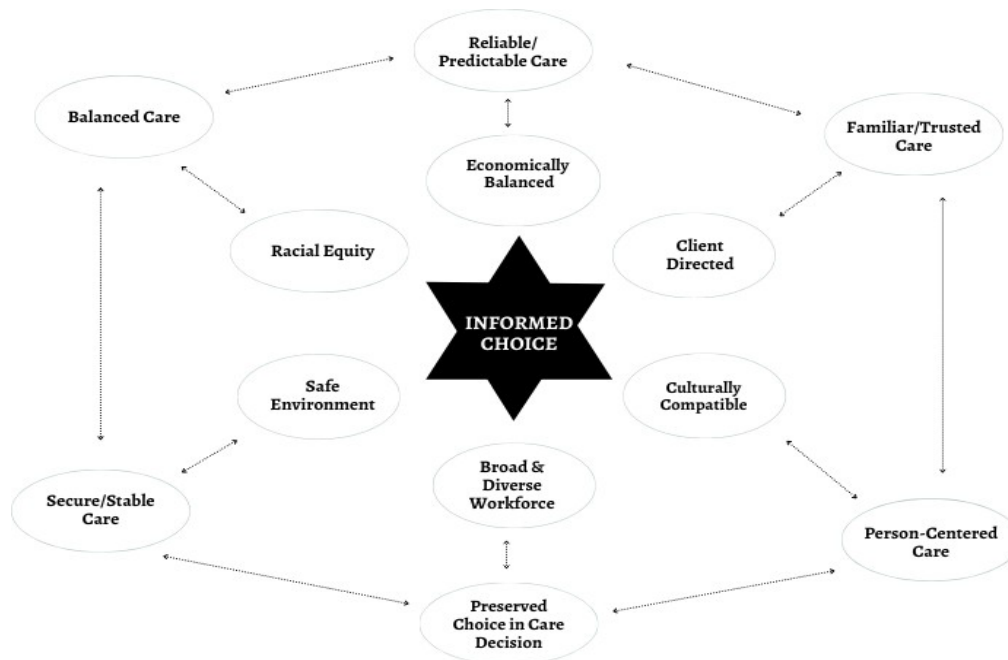 Reliable/
Predictable Care
Balanced Care
Familiar/Trusted
Care
Economically
Balanced
Racial Equity
Client
Directed
INFORMED
CHOICE
Safe
Environment
Culturally
Compatible
Broad &
Diverse
Workforce
Secure/Stable
Care
Person-Centered
Care
Preserved
Choice in Care
Decision